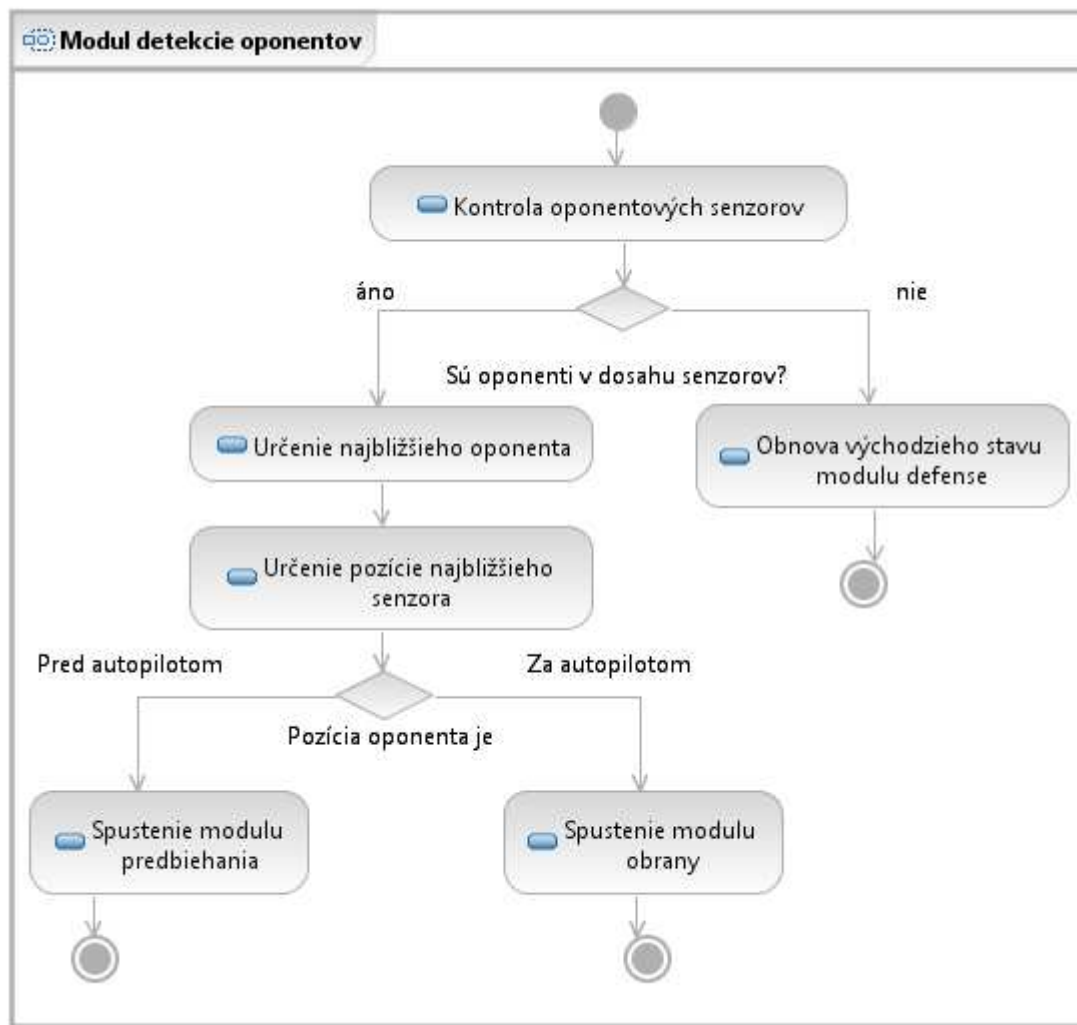 Modul detekcie oponentov
Kontrola oponentových senzorov
áno
nie
Sú oponenti v dosahu senzorov?
Určenie najbližšieho oponenta
Obnova východzieho stavu
modulu defense
Určenie pozície najbližšieho
senzora
Pred autopilotom
Za autopilotom
Pozícia oponenta je
Spustenie modulu
predbiehania
Spustenie modulu
obrany